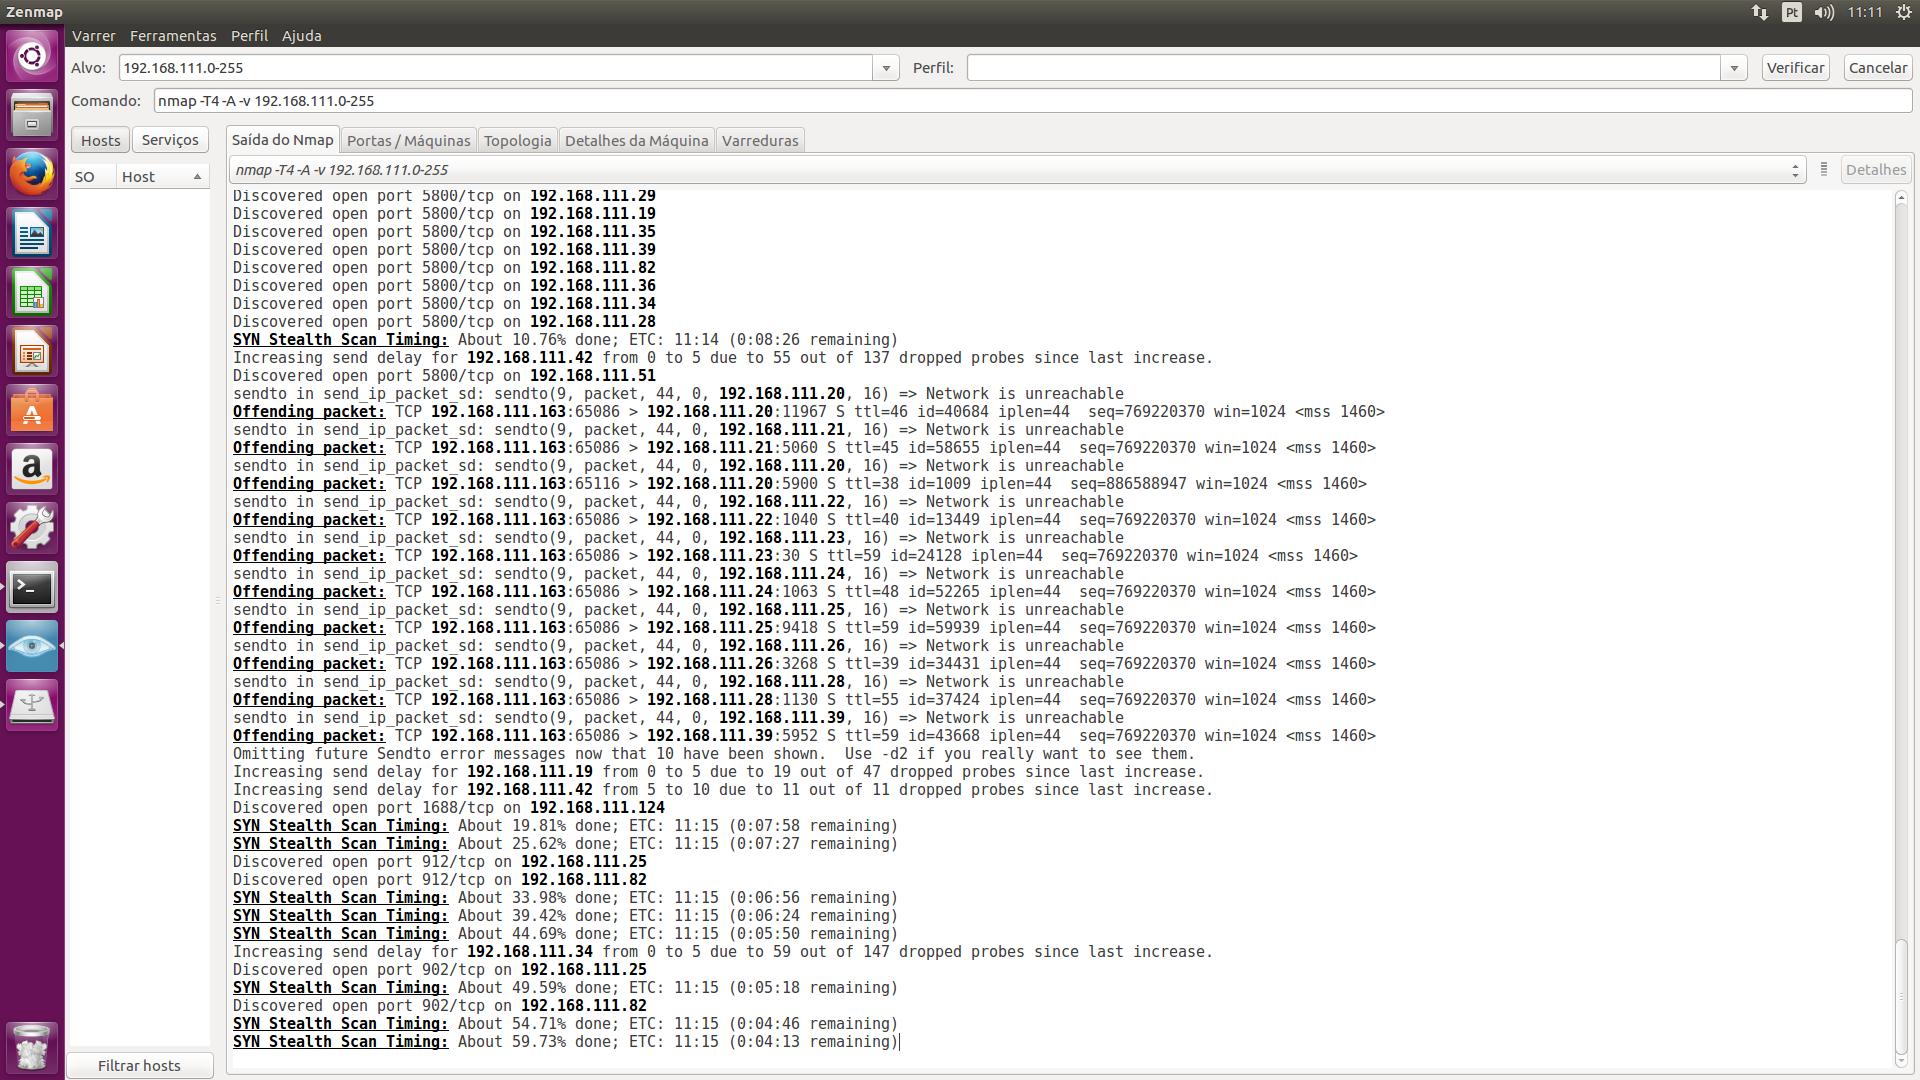 Zenmap
Pt
11:11
Varrer Ferramentas Perfil Ajuda
Alvo: 192.168.111.0-255 Perfil: Verificar Cancelar
Comando: nmap -T4 -A -v 192.168.111.0-255
Hosts Serviços
Saída do Nmap Portas / Máquinas Topologia Detalhes da Máquina Varreduras
SO Host
nmap -T4 -A -v 192.168.111.0-255 Detalhes
Discovered open port 5800/tcp on 192.168.111.29
Discovered open port 5800/tcp on 192.168.111.19
Discovered open port 5800/tcp on 192.168.111.35
Discovered open port 5800/tcp on 192.168.111.39
Discovered open port 5800/tcp on 192.168.111.82
Discovered open port 5800/tcp on 192.168.111.36
Discovered open port 5800/tcp on 192.168.111.34
Discovered open port 5800/tcp on 192.168.111.28
SYN Stealth Scan Timing: About 10.76% done; ETC: 11:14 (0:08:26 remaining)
Increasing send delay for 192.168.111.42 from 0 to 5 due to 55 out of 137 dropped probes since last increase.
Discovered open port 5800/tcp on 192.168.111.51
sendto in send_ip_packet_sd: sendto(9, packet, 44, 0, 192.168.111.20, 16) => Network is unreachable
Offending packet: TCP 192.168.111.163:65086 > 192.168.111.20:11967 S ttl=46 id=40684 iplen=44  seq=769220370 win=1024 <mss 1460>
sendto in send_ip_packet_sd: sendto(9, packet, 44, 0, 192.168.111.21, 16) => Network is unreachable
Offending packet: TCP 192.168.111.163:65086 > 192.168.111.21:5060 S ttl=45 id=58655 iplen=44  seq=769220370 win=1024 <mss 1460>
sendto in send_ip_packet_sd: sendto(9, packet, 44, 0, 192.168.111.20, 16) => Network is unreachable
Offending packet: TCP 192.168.111.163:65116 > 192.168.111.20:5900 S ttl=38 id=1009 iplen=44  seq=886588947 win=1024 <mss 1460>
sendto in send_ip_packet_sd: sendto(9, packet, 44, 0, 192.168.111.22, 16) => Network is unreachable
Offending packet: TCP 192.168.111.163:65086 > 192.168.111.22:1040 S ttl=40 id=13449 iplen=44  seq=769220370 win=1024 <mss 1460>
sendto in send_ip_packet_sd: sendto(9, packet, 44, 0, 192.168.111.23, 16) => Network is unreachable
Offending packet: TCP 192.168.111.163:65086 > 192.168.111.23:30 S ttl=59 id=24128 iplen=44  seq=769220370 win=1024 <mss 1460>
sendto in send_ip_packet_sd: sendto(9, packet, 44, 0, 192.168.111.24, 16) => Network is unreachable
Offending packet: TCP 192.168.111.163:65086 > 192.168.111.24:1063 S ttl=48 id=52265 iplen=44  seq=769220370 win=1024 <mss 1460>
sendto in send_ip_packet_sd: sendto(9, packet, 44, 0, 192.168.111.25, 16) => Network is unreachable
Offending packet: TCP 192.168.111.163:65086 > 192.168.111.25:9418 S ttl=59 id=59939 iplen=44  seq=769220370 win=1024 <mss 1460>
sendto in send_ip_packet_sd: sendto(9, packet, 44, 0, 192.168.111.26, 16) => Network is unreachable
Offending packet: TCP 192.168.111.163:65086 > 192.168.111.26:3268 S ttl=39 id=34431 iplen=44  seq=769220370 win=1024 <mss 1460>
sendto in send_ip_packet_sd: sendto(9, packet, 44, 0, 192.168.111.28, 16) => Network is unreachable
Offending packet: TCP 192.168.111.163:65086 > 192.168.111.28:1130 S ttl=55 id=37424 iplen=44  seq=769220370 win=1024 <mss 1460>
sendto in send_ip_packet_sd: sendto(9, packet, 44, 0, 192.168.111.39, 16) => Network is unreachable
Offending packet: TCP 192.168.111.163:65086 > 192.168.111.39:5952 S ttl=59 id=43668 iplen=44  seq=769220370 win=1024 <mss 1460>
Omitting future Sendto error messages now that 10 have been shown.  Use -d2 if you really want to see them.
Increasing send delay for 192.168.111.19 from 0 to 5 due to 19 out of 47 dropped probes since last increase.
Increasing send delay for 192.168.111.42 from 5 to 10 due to 11 out of 11 dropped probes since last increase.
Discovered open port 1688/tcp on 192.168.111.124
SYN Stealth Scan Timing: About 19.81% done; ETC: 11:15 (0:07:58 remaining)
SYN Stealth Scan Timing: About 25.62% done; ETC: 11:15 (0:07:27 remaining)
Discovered open port 912/tcp on 192.168.111.25
Discovered open port 912/tcp on 192.168.111.82
SYN Stealth Scan Timing: About 33.98% done; ETC: 11:15 (0:06:56 remaining)
SYN Stealth Scan Timing: About 39.42% done; ETC: 11:15 (0:06:24 remaining)
SYN Stealth Scan Timing: About 44.69% done; ETC: 11:15 (0:05:50 remaining)
Increasing send delay for 192.168.111.34 from 0 to 5 due to 59 out of 147 dropped probes since last increase.
Discovered open port 902/tcp on 192.168.111.25
SYN Stealth Scan Timing: About 49.59% done; ETC: 11:15 (0:05:18 remaining)
Discovered open port 902/tcp on 192.168.111.82
SYN Stealth Scan Timing: About 54.71% done; ETC: 11:15 (0:04:46 remaining)
SYN Stealth Scan Timing: About 59.73% done; ETC: 11:15 (0:04:13 remaining)
Filtrar hosts